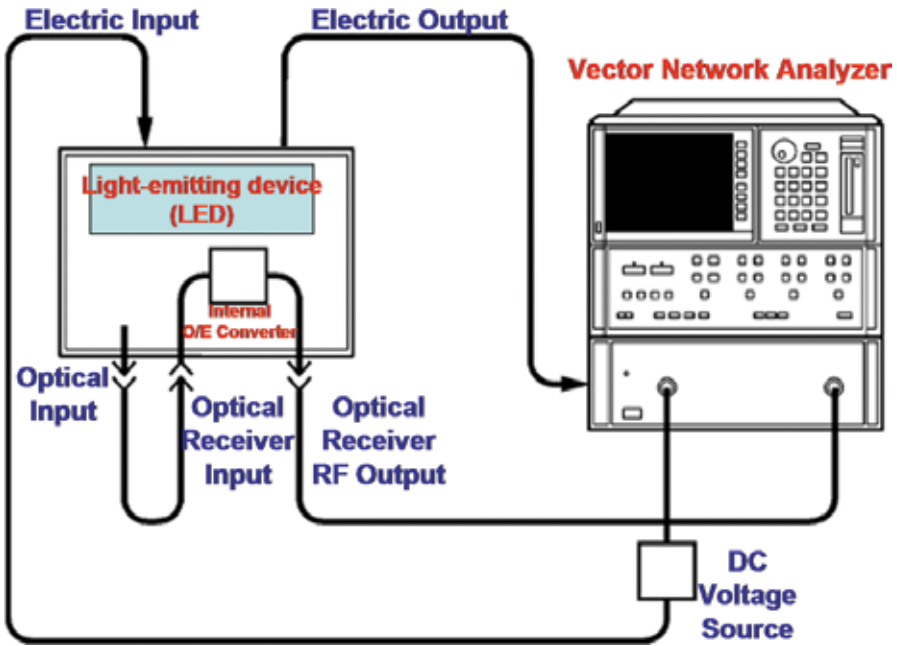 Electric Input
Electric Output
Vector Network Analyzer
Light-emitting device
(LED)
Internal
O/E Converter
Optical
Input
Optical
Receiver
Input
Optical
Receiver
RF Output
DC
Voltage
Source